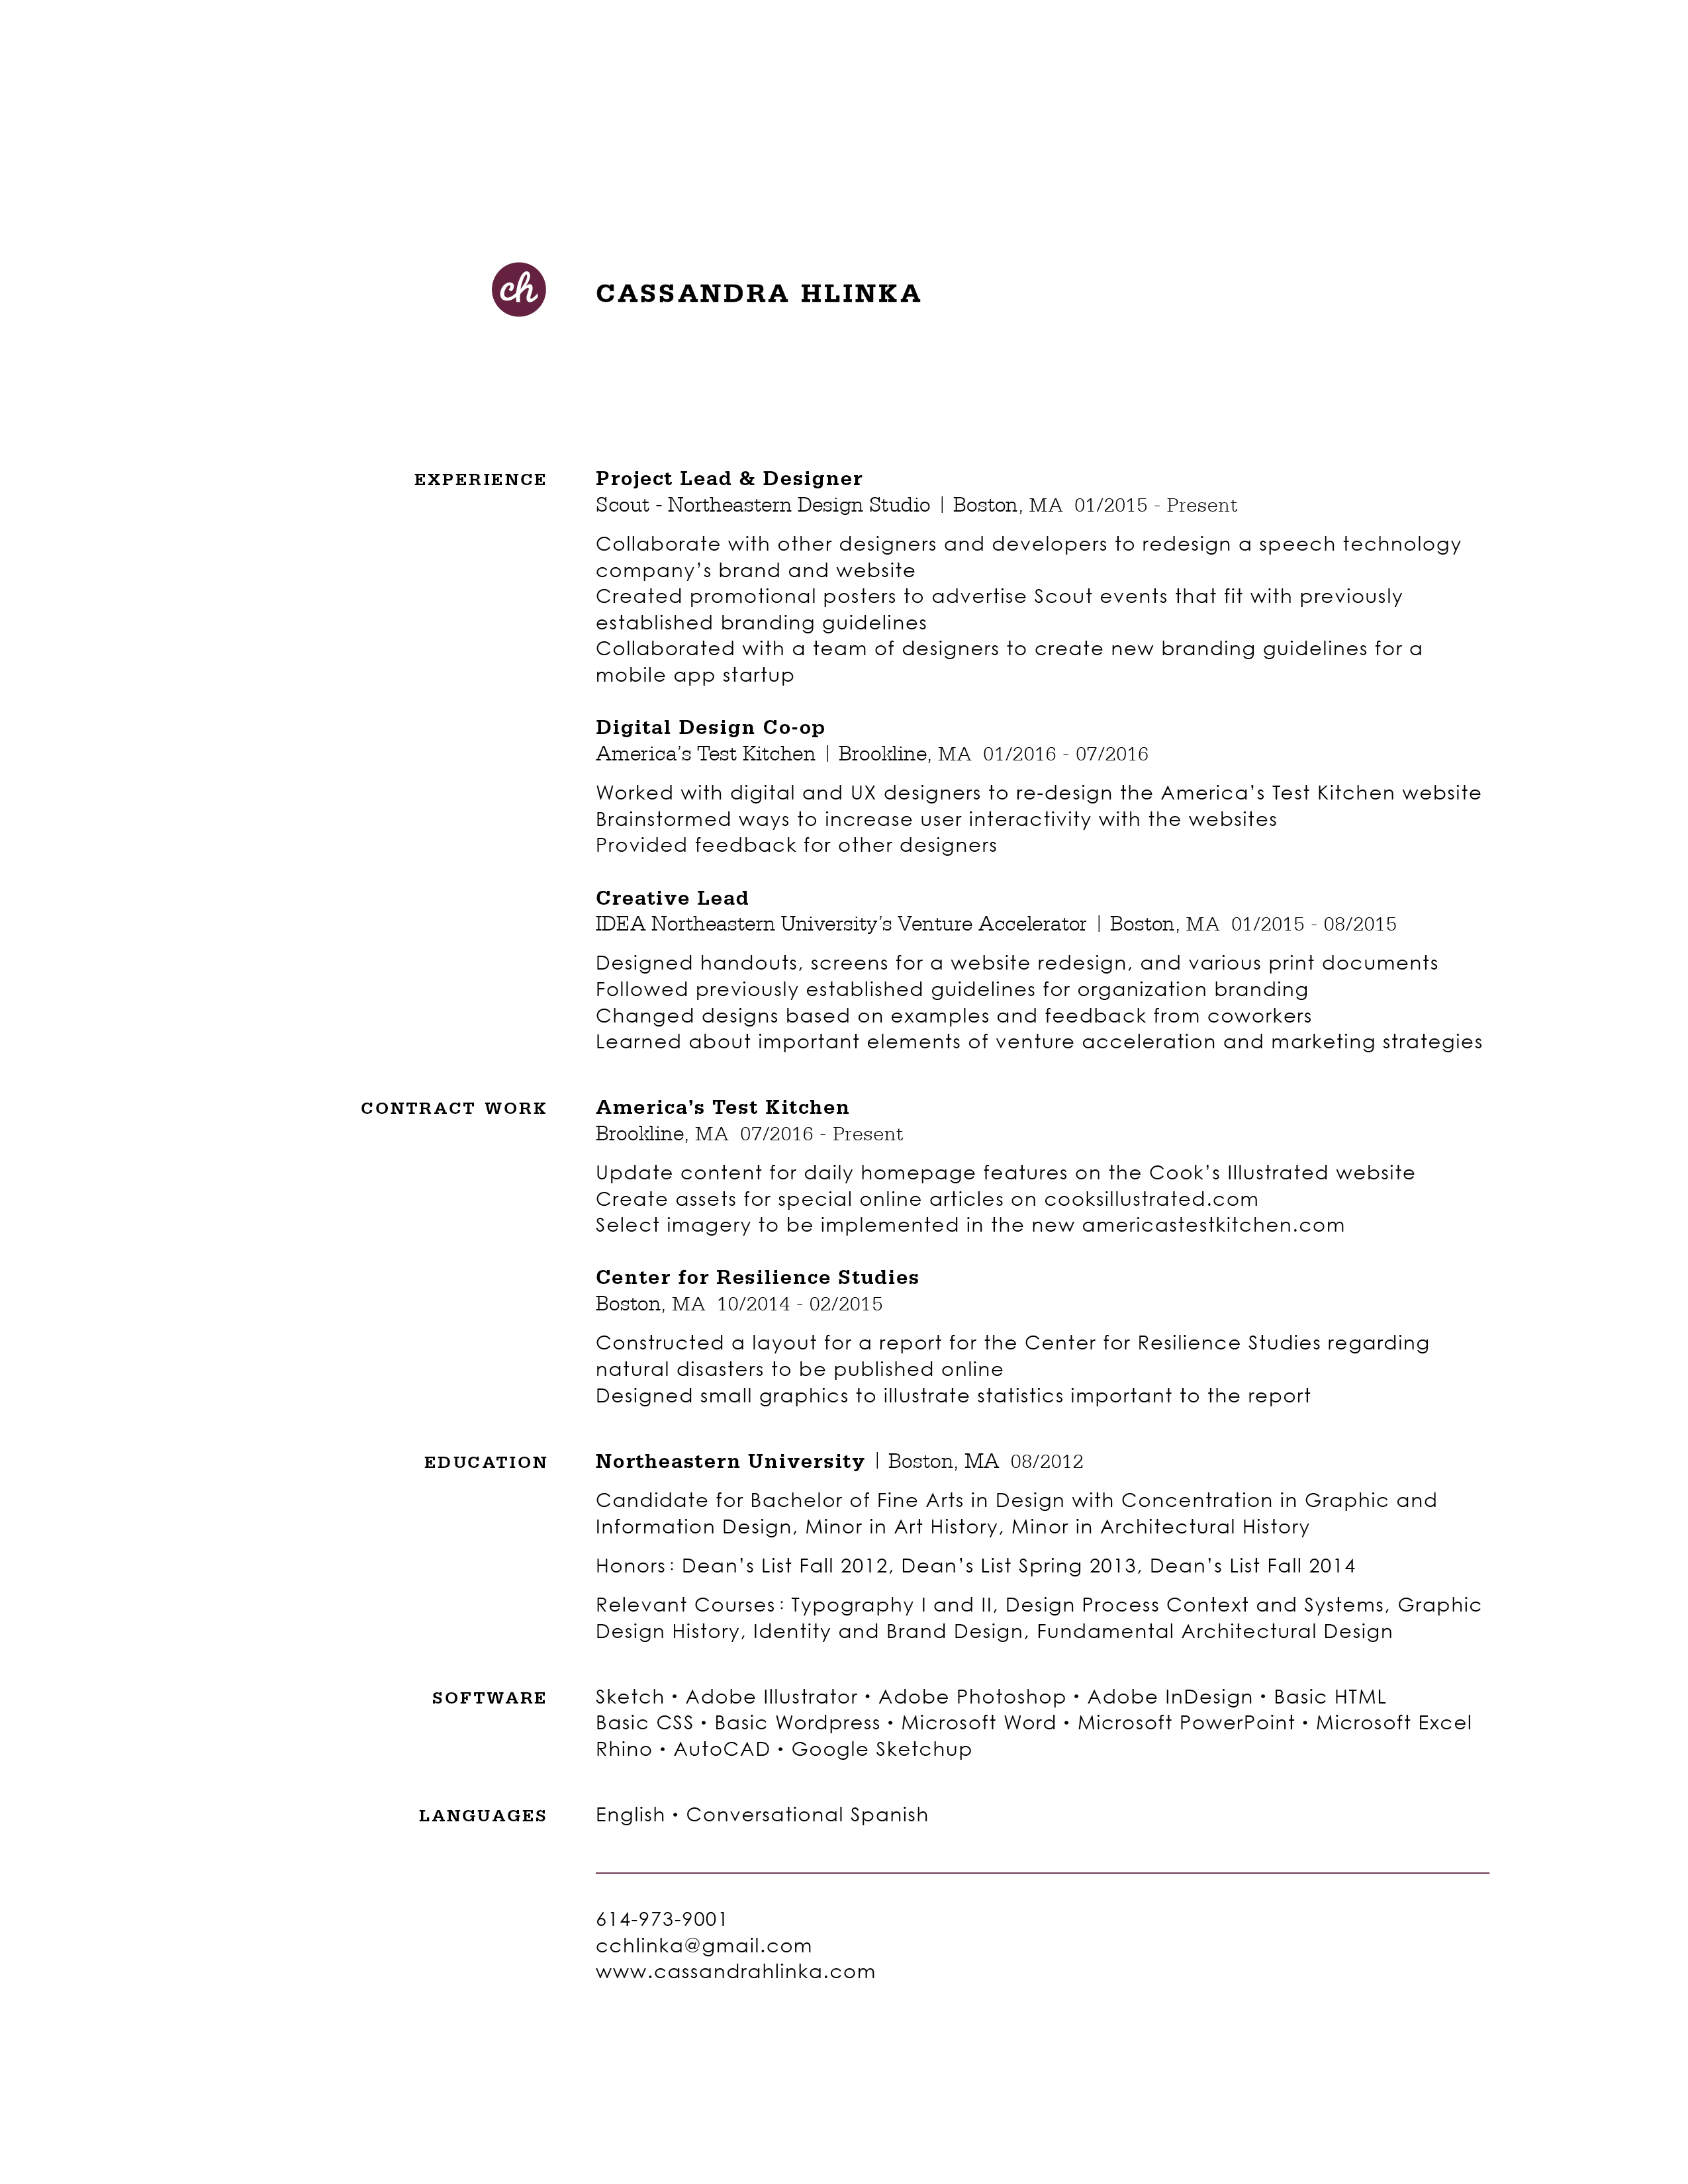 ch
CASSANDRA HLINKA
EXPERIENCE
Project Lead & Designer
Scout - Northeastern Design Studio | Boston, MA 01/2015 - Present
Collaborate with other designers and developers to redesign a speech technology
company’s brand and website
Created promotional posters to advertise Scout events that fit with previously
established branding guidelines
Collaborated with a team of designers to create new branding guidelines for a
mobile app startup
Digital Design Co-op
America’s Test Kitchen | Brookline, MA 01/2016 - 07/2016
Worked with digital and UX designers to re-design the America’s Test Kitchen website
Brainstormed ways to increase user interactivity with the websites
Provided feedback for other designers
Creative Lead
IDEA Northeastern University’s Venture Accelerator | Boston, MA 01/2015 - 08/2015
Designed handouts, screens for a website redesign, and various print documents
Followed previously established guidelines for organization branding
Changed designs based on examples and feedback from coworkers
Learned about important elements of venture acceleration and marketing strategies
CONTRACT WORK
America’s Test Kitchen
Brookline, MA 07/2016 - Present
Update content for daily homepage features on the Cook’s Illustrated website
Create assets for special online articles on cooksillustrated.com
Select imagery to be implemented in the new americastestkitchen.com
Center for Resilience Studies
Boston, MA 10/2014 - 02/2015
Constructed a layout for a report for the Center for Resilience Studies regarding
natural disasters to be published online
Designed small graphics to illustrate statistics important to the report
EDUCATION
Northeastern University | Boston, MA 08/2012
Candidate for Bachelor of Fine Arts in Design with Concentration in Graphic and
Information Design, Minor in Art History, Minor in Architectural History
Honors: Dean’s List Fall 2012, Dean’s List Spring 2013, Dean’s List Fall 2014
Relevant Courses: Typography I and II, Design Process Context and Systems, Graphic
Design History, Identity and Brand Design, Fundamental Architectural Design
SOFTWARE
Sketch • Adobe Illustrator • Adobe Photoshop • Adobe InDesign • Basic HTML
Basic CSS • Basic Wordpress • Microsoft Word • Microsoft PowerPoint • Microsoft Excel
Rhino • AutoCAD • Google Sketchup
LANGUAGES
English • Conversational Spanish
614-973-9001
cchlinka@gmail.com
www.cassandrahlinka.com